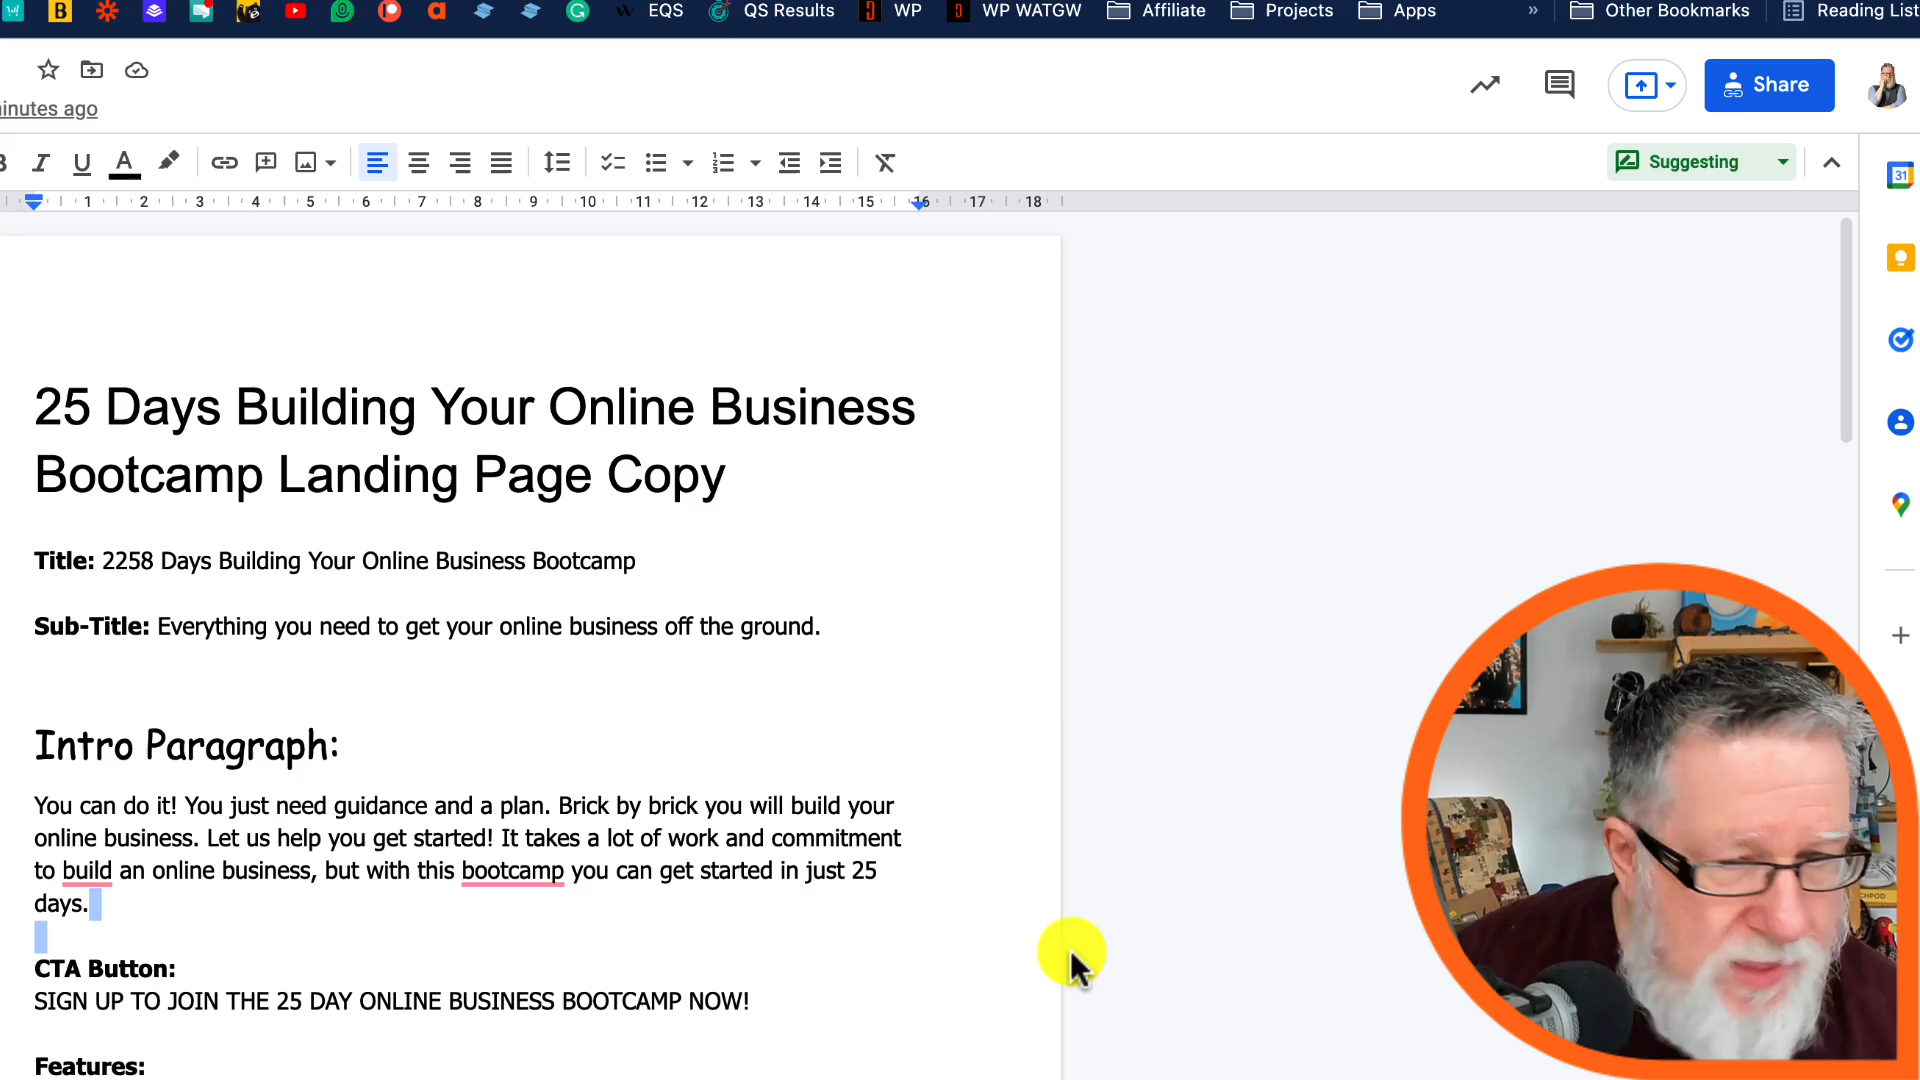 EQS QS Results WP WP WATGW Affiliate Projects Apps » Other Bookmarks Reading List
Share
inutes ago
B I U A Suggesting 31
1 2 3 4 5 6 7 8 9 10 11 12 13 14 15 16 17 18
25 Days Building Your Online Business
Bootcamp Landing Page Copy
Title: 2258 Days Building Your Online Business Bootcamp
Sub-Title: Everything you need to get your online business off the ground.
Intro Paragraph:
You can do it! You just need guidance and a plan. Brick by brick you will build your
online business. Let us help you get started! It takes a lot of work and commitment
to build an online business, but with this bootcamp you can get started in just 25
days.
CTA Button:
SIGN UP TO JOIN THE 25 DAY ONLINE BUSINESS BOOTCAMP NOW!
Features: